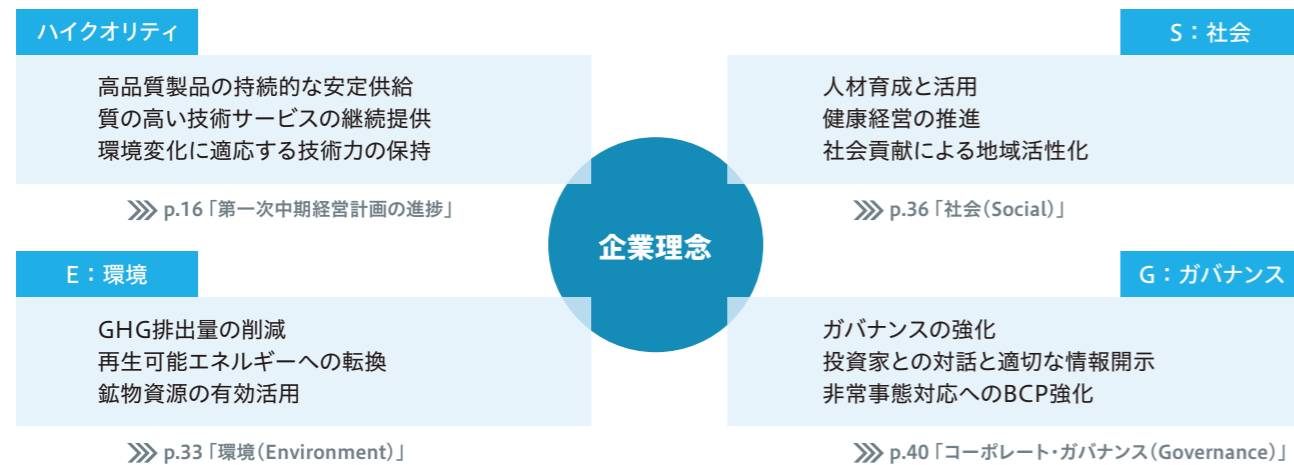 ハイクオリティ
高品質製品の持続的な安定供給
質の高い技術サービスの継続提供
環境変化に適応する技術力の保持
p.16「第一次中期経営計画の進捗」
S：社会
人材育成と活用
健康経営の推進
社会貢献による地域活性化
p.36「社会（Social）」
企業理念
E：環境
GHG排出量の削減
再生可能エネルギーへの転換
鉱物資源の有効活用
p.33「環境（Environment）」
G：ガバナンス
ガバナンスの強化
投資家との対話と適切な情報開示
非常事態対応へのBCP強化
p.40「コーポレート・ガバナンス（Governance）」